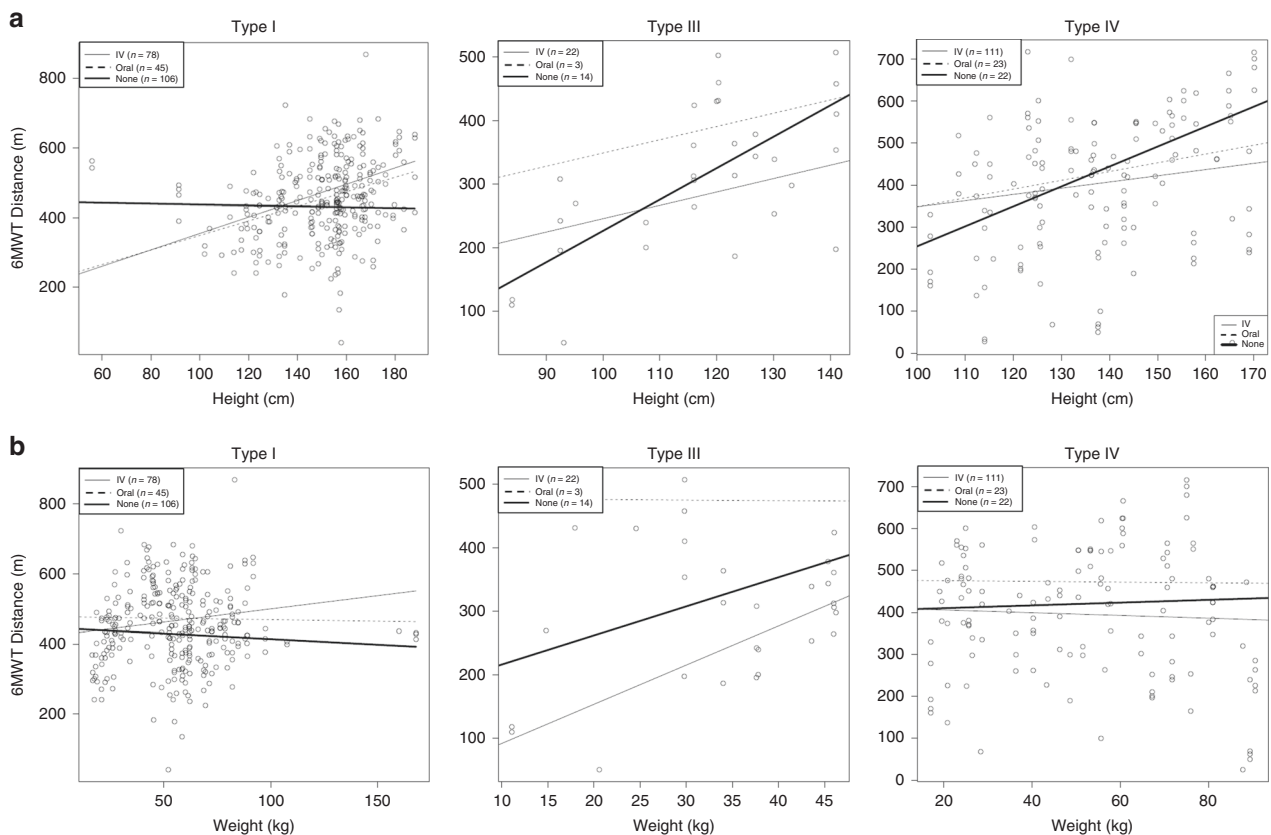 a
Type I
Type III
Type IV
IV (n = 78)
Oral (n = 45)
None (n = 106)
IV (n = 22)
Oral (n = 3)
None (n = 14)
IV (n = 111)
Oral (n = 23)
None (n = 22)
6MWT Distance (m)
800
600
400
200
500
400
300
200
100
700
600
500
400
300
200
100
0
IV
Oral
None
60 80 100 120 140 160 180
90 100 110 120 130 140
100 110 120 130 140 150 160 170
Height (cm)
Height (cm)
Height (cm)
b
Type I
Type III
Type IV
IV (n = 78)
Oral (n = 45)
None (n = 106)
IV (n = 22)
Oral (n = 3)
None (n = 14)
IV (n = 111)
Oral (n = 23)
None (n = 22)
6MWT Distance (m)
800
600
400
200
500
400
300
200
100
700
600
500
400
300
200
100
0
50 100 150
10 15 20 25 30 35 40 45
20 40 60 80
Weight (kg)
Weight (kg)
Weight (kg)